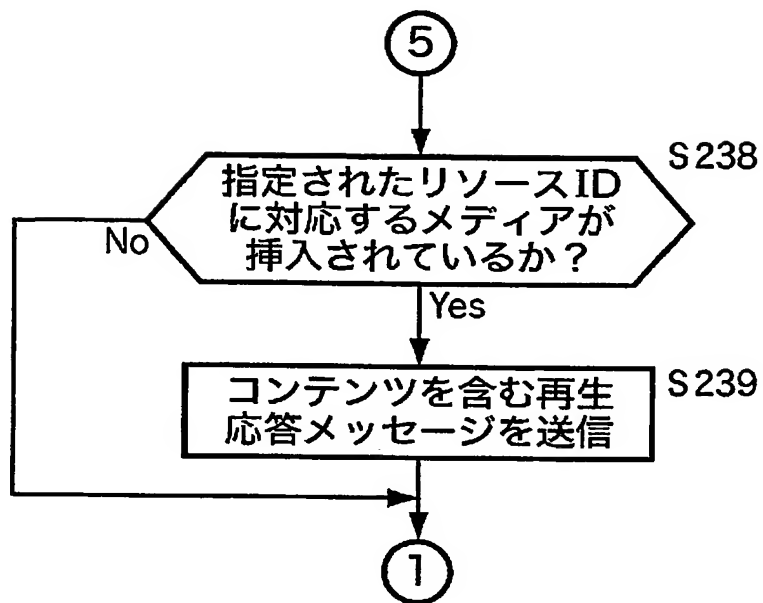 5
S238
指定されたリソースID
に対応するメディアが
挿入されているか？
No
Yes
S239
コンテンツを含む再生
応答メッセージを送信
1